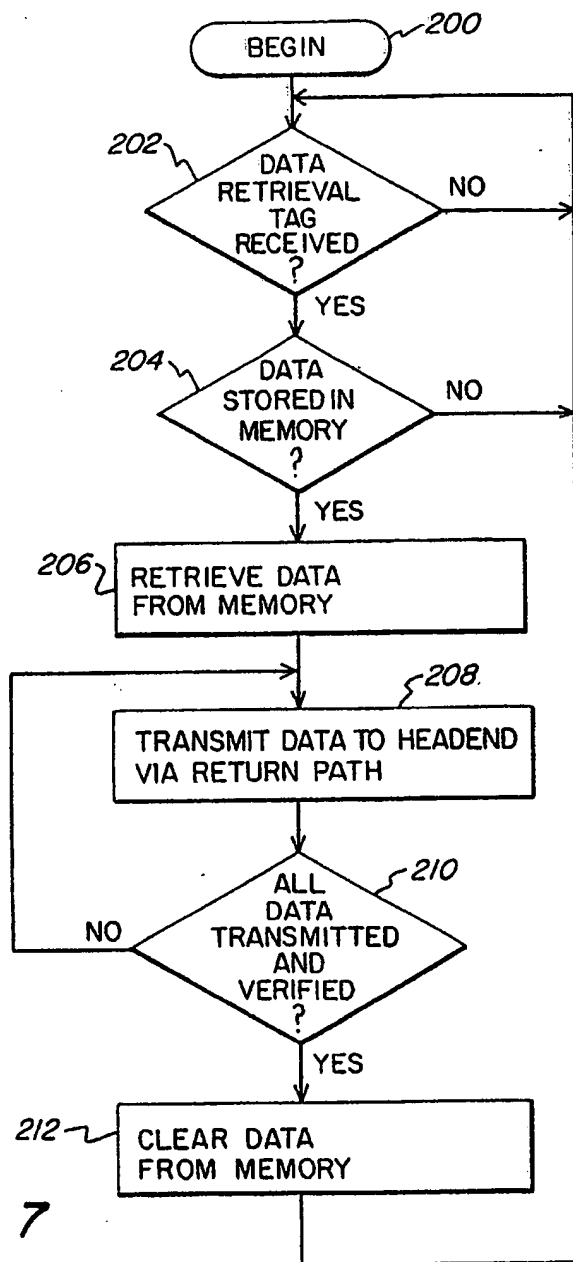 200
BEGIN
202
DATA
RETRIEVAL
TAG
RECEIVED
?
NO
YES
204
DATA
STORED IN
MEMORY
?
NO
YES
206
RETRIEVE DATA
FROM MEMORY
208.
TRANSMIT DATA TO HEADEND
VIA RETURN PATH
210
ALL
DATA
TRANSMITTED
AND
VERIFIED
?
NO
YES
212
CLEAR DATA
FROM MEMORY
7